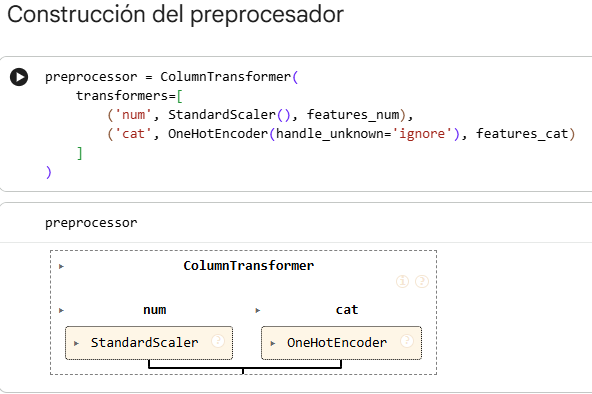 Construcción del preprocesador
preprocessor = ColumnTransformer(
    transformers=[
        ('num', StandardScaler(), features_num),
        ('cat', OneHotEncoder(handle_unknown='ignore'), features_cat)
    ]
)
preprocessor
ColumnTransformer
i ?
num cat
StandardScaler ? OneHotEncoder ?